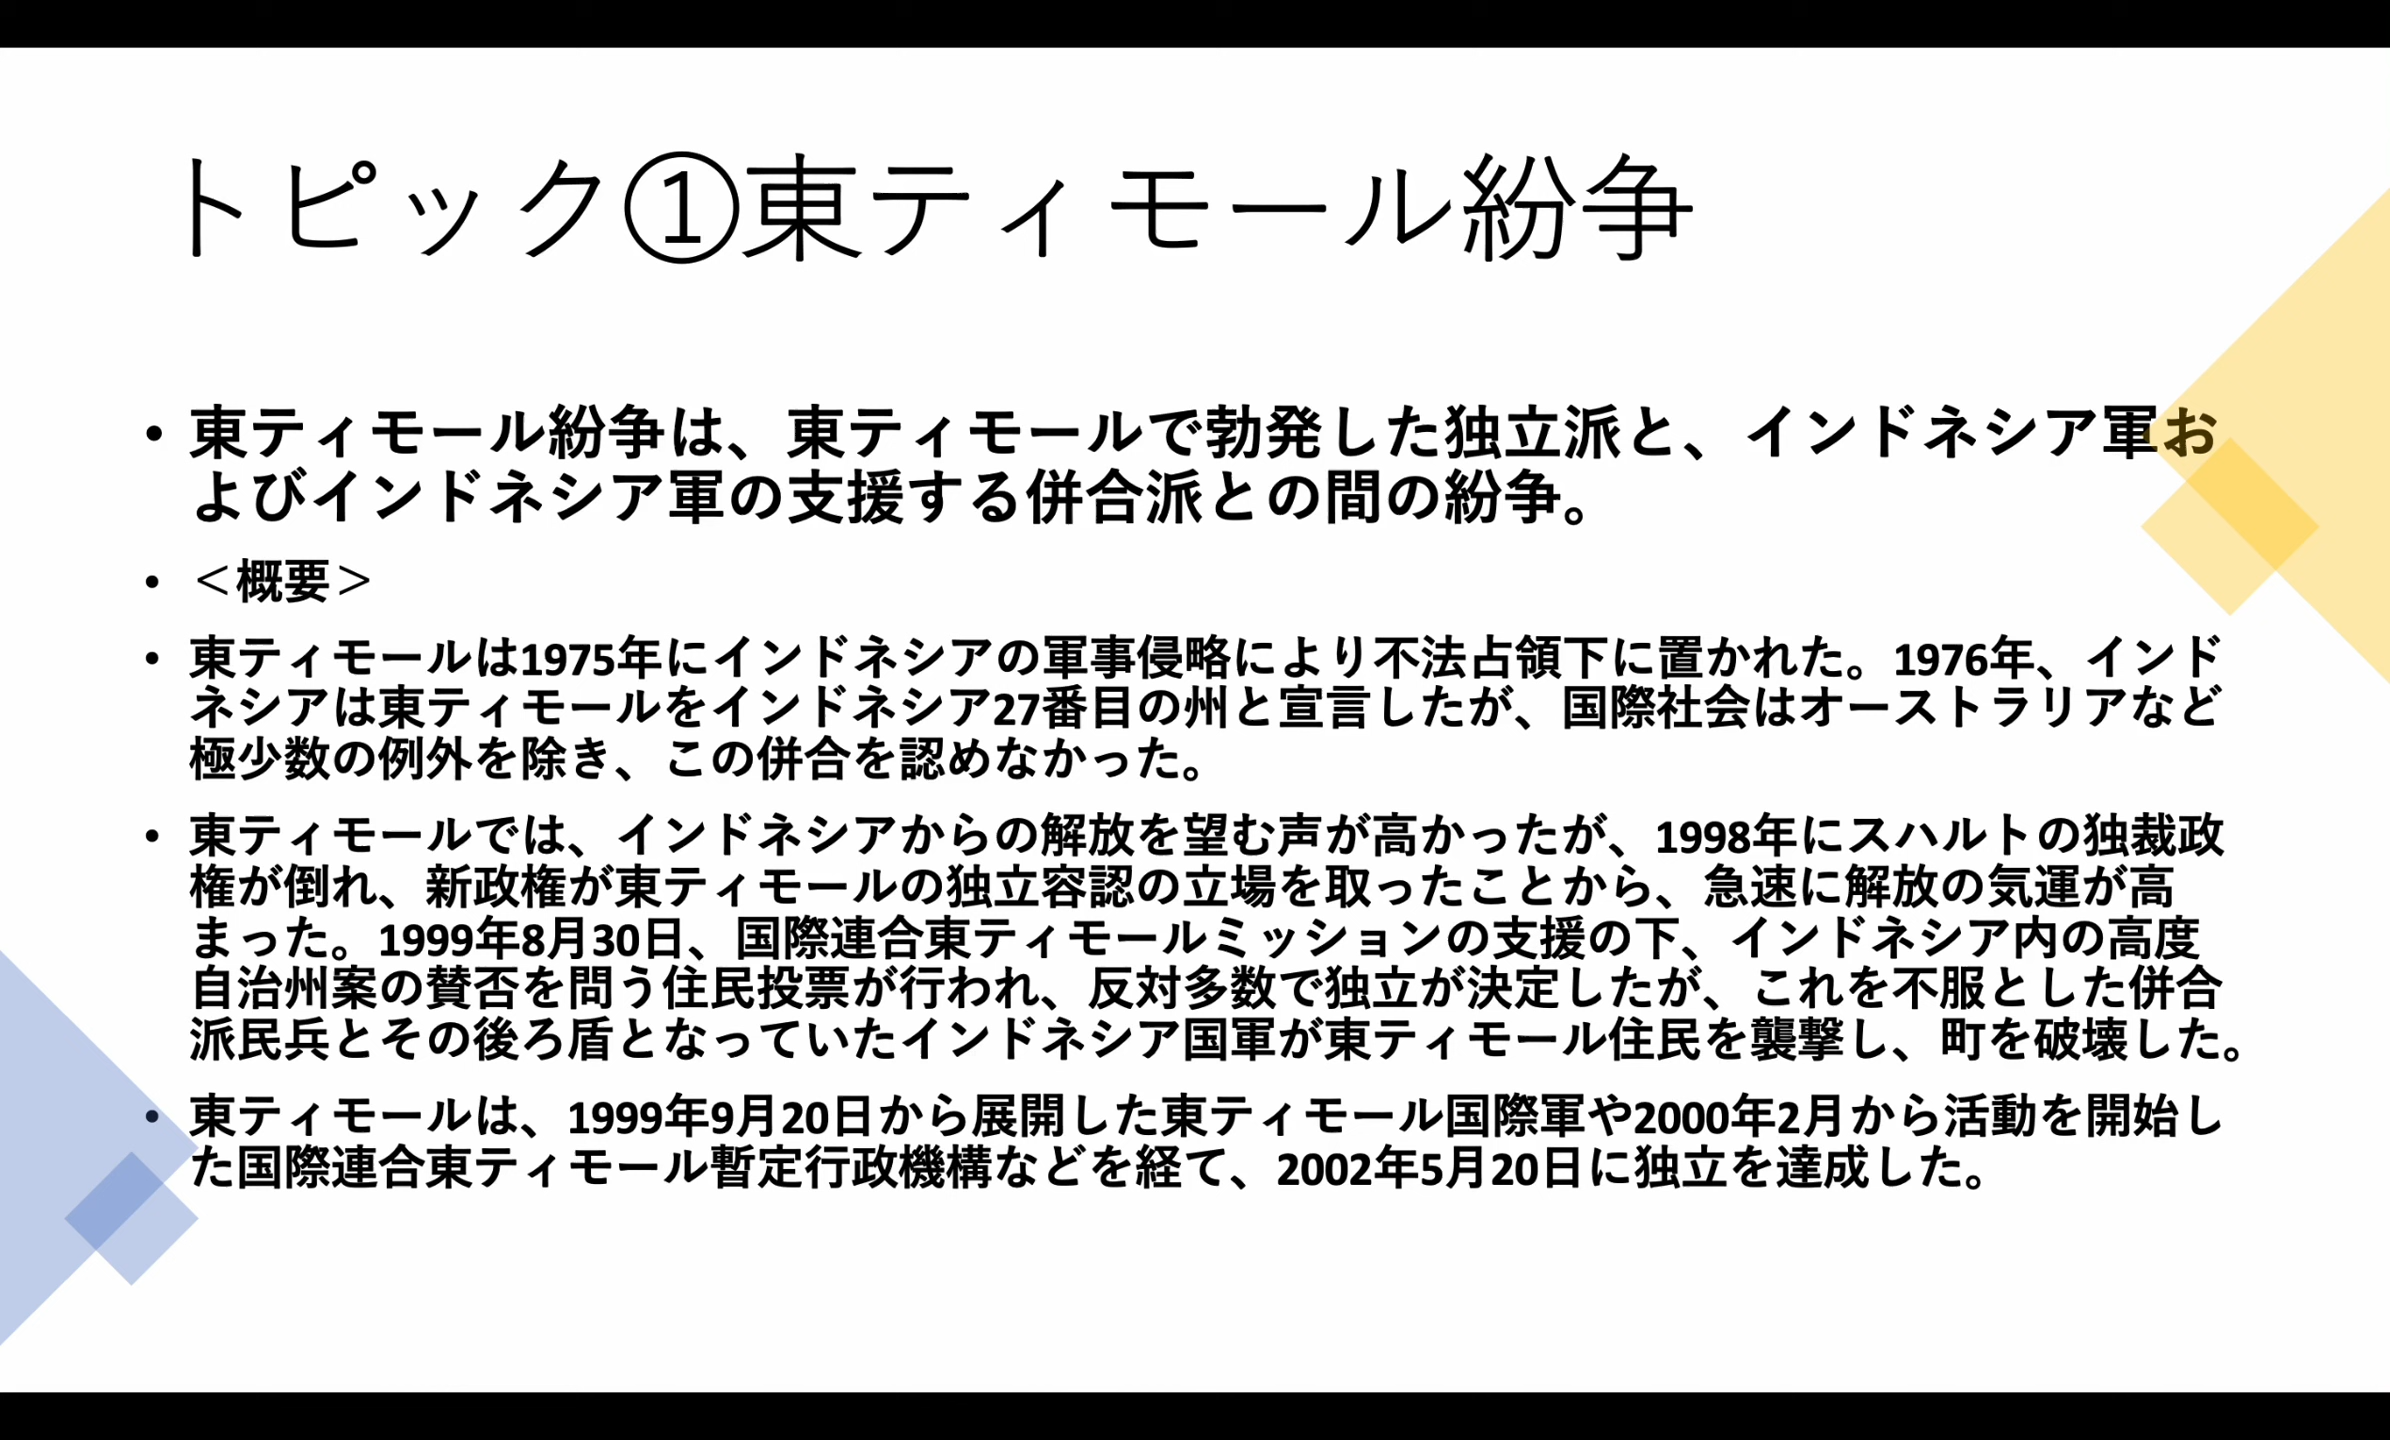 トピック①東ティモール紛争
• 東ティモール紛争は、東ティモールで勃発した独立派と、インドネシア軍お
よびインドネシア軍の支援する併合派との間の紛争。
• ＜概要＞
• 東ティモールは1975年にインドネシアの軍事侵略により不法占領下に置かれた。1976年、インド
ネシアは東ティモールをインドネシア27番目の州と宣言したが、国際社会はオーストラリアなど
極少数の例外を除き、この併合を認めなかった。
• 東ティモールでは、インドネシアからの解放を望む声が高かったが、1998年にスハルトの独裁政
権が倒れ、新政権が東ティモールの独立容認の立場を取ったことから、急速に解放の気運が高
まった。1999年8月30日、国際連合東ティモールミッションの支援の下、インドネシア内の高度
自治州案の賛否を問う住民投票が行われ、反対多数で独立が決定したが、これを不服とした併合
派民兵とその後ろ盾となっていたインドネシア国軍が東ティモール住民を襲撃し、町を破壊した。
• 東ティモールは、1999年9月20日から展開した東ティモール国際軍や2000年2月から活動を開始し
た国際連合東ティモール暫定行政機構などを経て、2002年5月20日に独立を達成した。